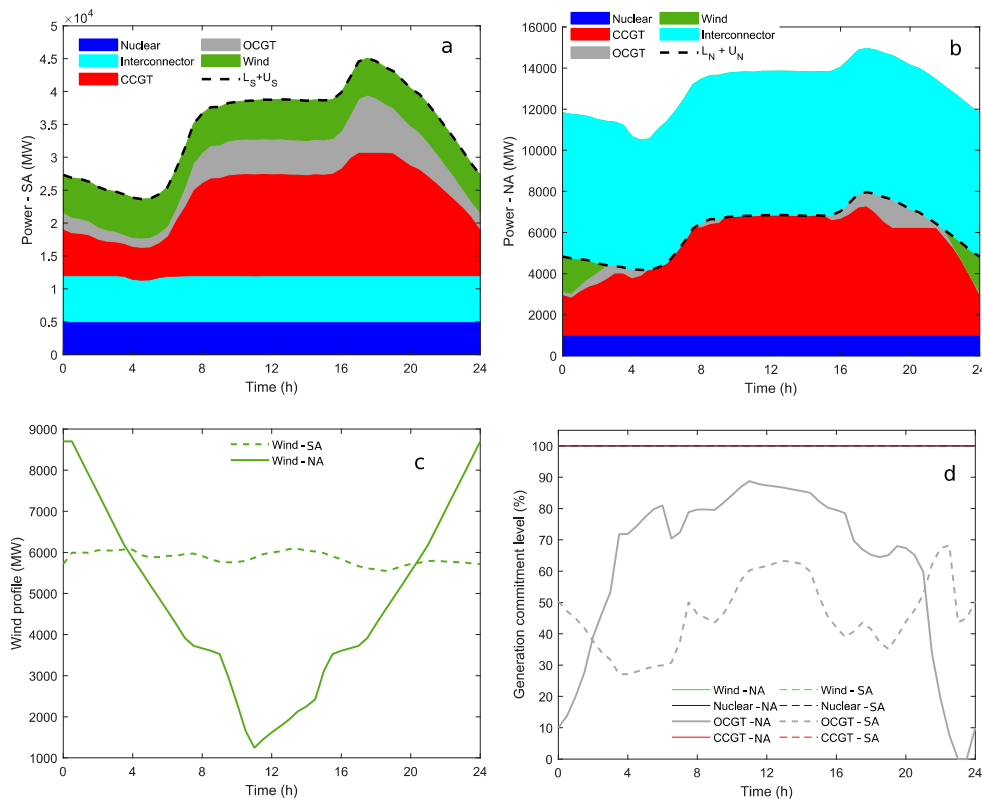 ×10⁴
a
Nuclear OCGT
Interconnector Wind
CCGT L_S+U_S
5
4.5
4
3.5
3
2.5
2
1.5
1
0.5
0
Power - SA (MW)
0 4 8 12 16 20 24
Time (h)
b
Nuclear Wind
CCGT Interconnector
OCGT L_N + U_N
16000
14000
12000
10000
8000
6000
4000
2000
0
Power - NA (MW)
0 4 8 12 16 20 24
Time (h)
c
Wind - SA
Wind - NA
9000
8000
7000
6000
5000
4000
3000
2000
1000
Wind profile (MW)
0 4 8 12 16 20 24
Time (h)
d
100
90
80
70
60
50
40
30
20
10
0
Generation commitment level (%)
Wind - NA Wind - SA
Nuclear - NA Nuclear - SA
OCGT - NA OCGT - SA
CCGT - NA CCGT - SA
0 4 8 12 16 20 24
Time (h)